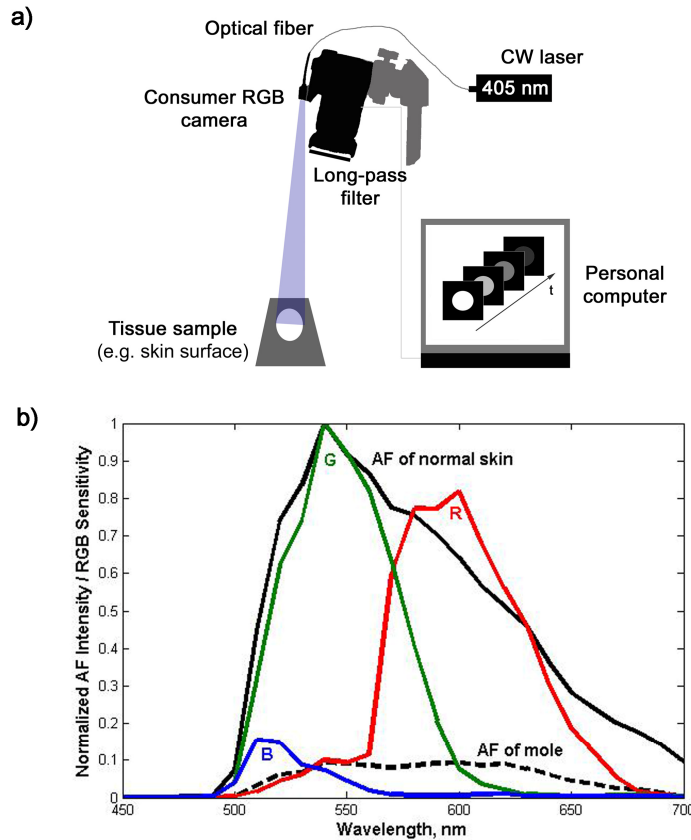 a)
Optical fiber
CW laser
405 nm
Consumer RGB
camera
Long-pass
filter
t
Personal
computer
Tissue sample
(e.g. skin surface)
b)
Normalized AF Intensity / RGB Sensitivity
1
0.9
0.8
0.7
0.6
0.5
0.4
0.3
0.2
0.1
0
G
AF of normal skin
R
B
AF of mole
450 500 550 600 650 700
Wavelength, nm